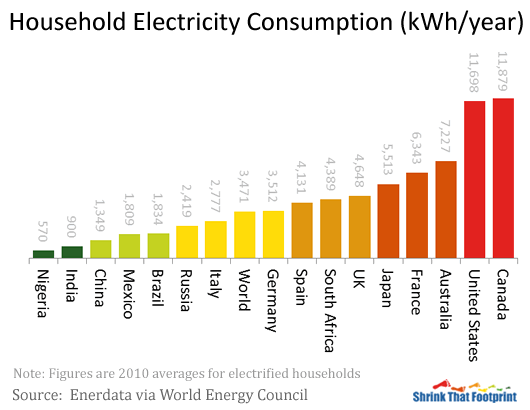 Household Electricity Consumption (kWh/year)
570
900
1,349
1,809
1,834
2,419
2,777
3,471
3,512
4,131
4,389
4,648
5,513
6,343
7,227
11,698
11,879
Nigeria
India
China
Mexico
Brazil
Russia
Italy
World
Germany
Spain
South Africa
UK
Japan
France
Australia
United States
Canada
Note: Figures are 2010 averages for electrified households
Source: Enerdata via World Energy Council
Shrink That Footprint